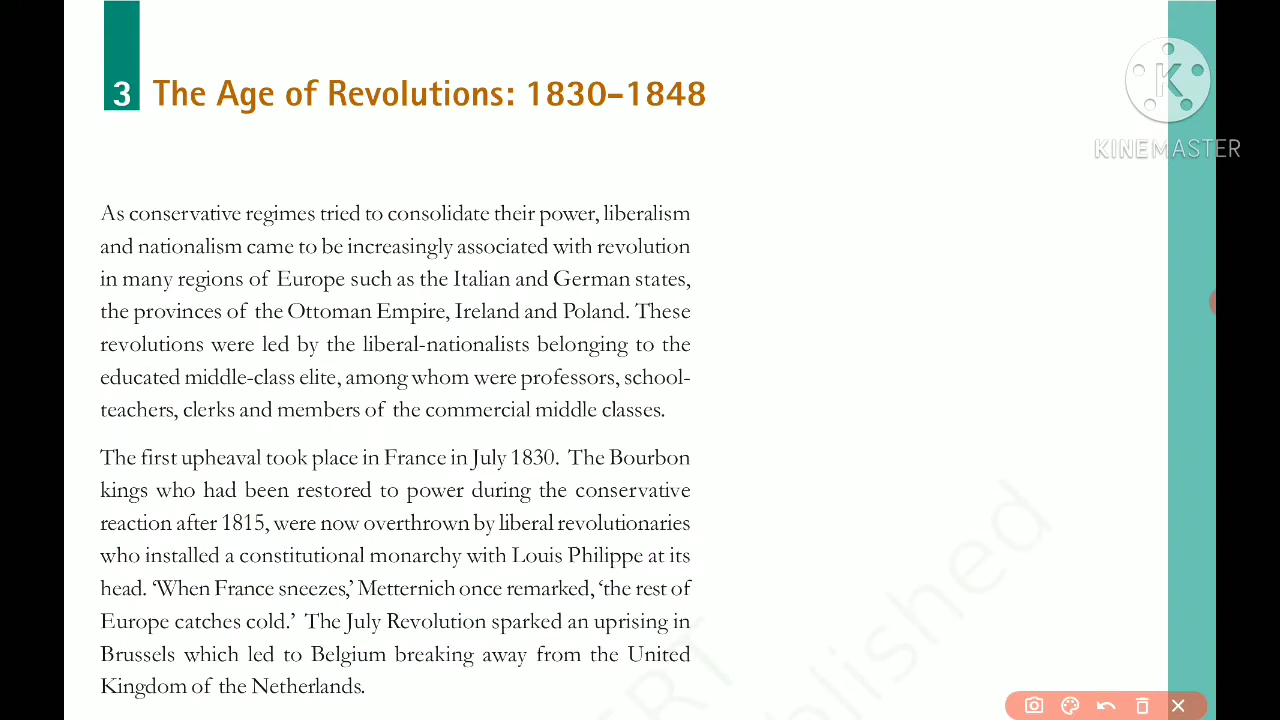 3 The Age of Revolutions: 1830–1848
KINEMASTER
As conservative regimes tried to consolidate their power, liberalism
and nationalism came to be increasingly associated with revolution
in many regions of Europe such as the Italian and German states,
the provinces of the Ottoman Empire, Ireland and Poland. These
revolutions were led by the liberal-nationalists belonging to the
educated middle-class elite, among whom were professors, school-
teachers, clerks and members of the commercial middle classes.
The first upheaval took place in France in July 1830. The Bourbon
kings who had been restored to power during the conservative
reaction after 1815, were now overthrown by liberal revolutionaries
who installed a constitutional monarchy with Louis Philippe at its
head. ‘When France sneezes,’ Metternich once remarked, ‘the rest of
Europe catches cold.’ The July Revolution sparked an uprising in
Brussels which led to Belgium breaking away from the United
Kingdom of the Netherlands.